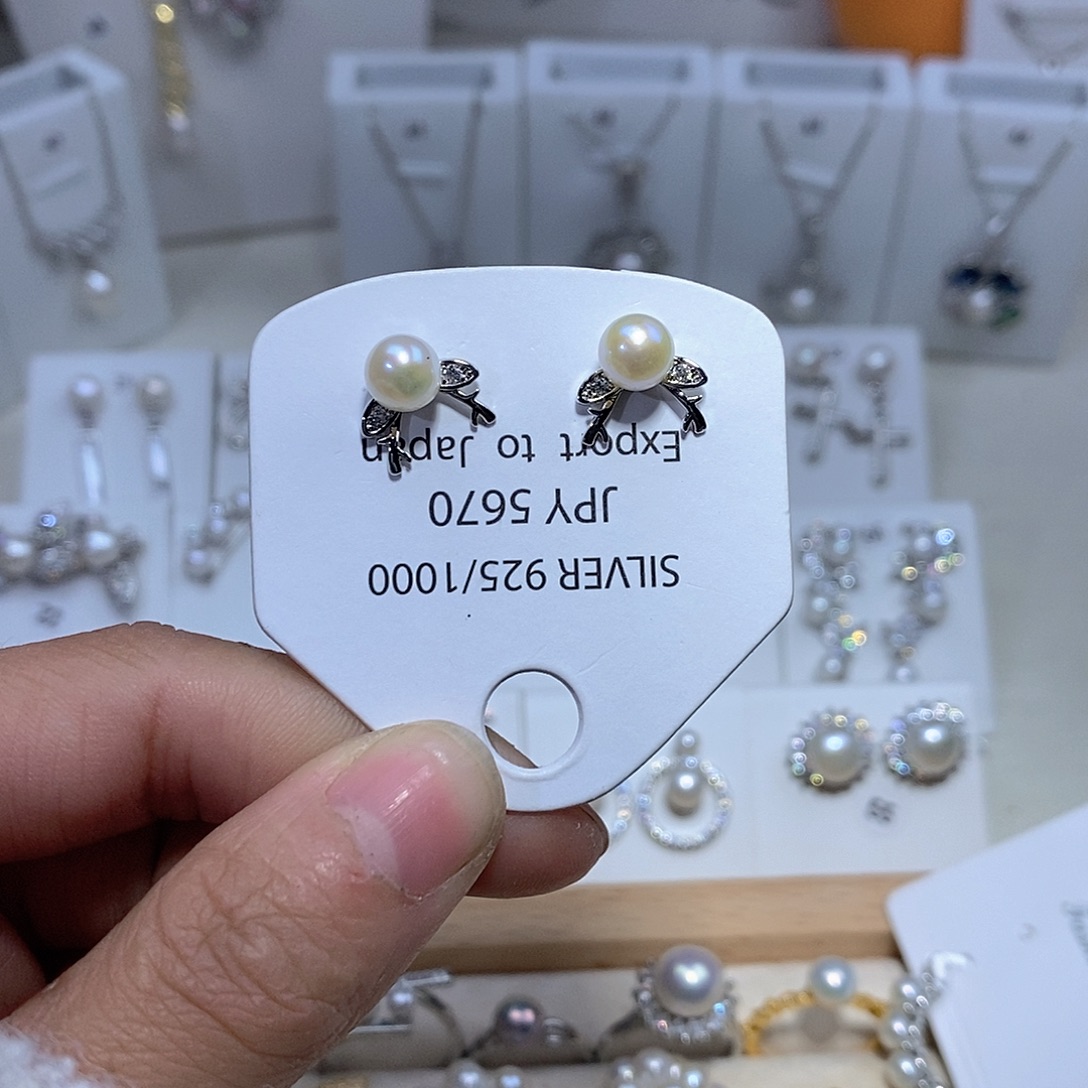 SILVER 925/1000
JPY 5670
Export to Japan